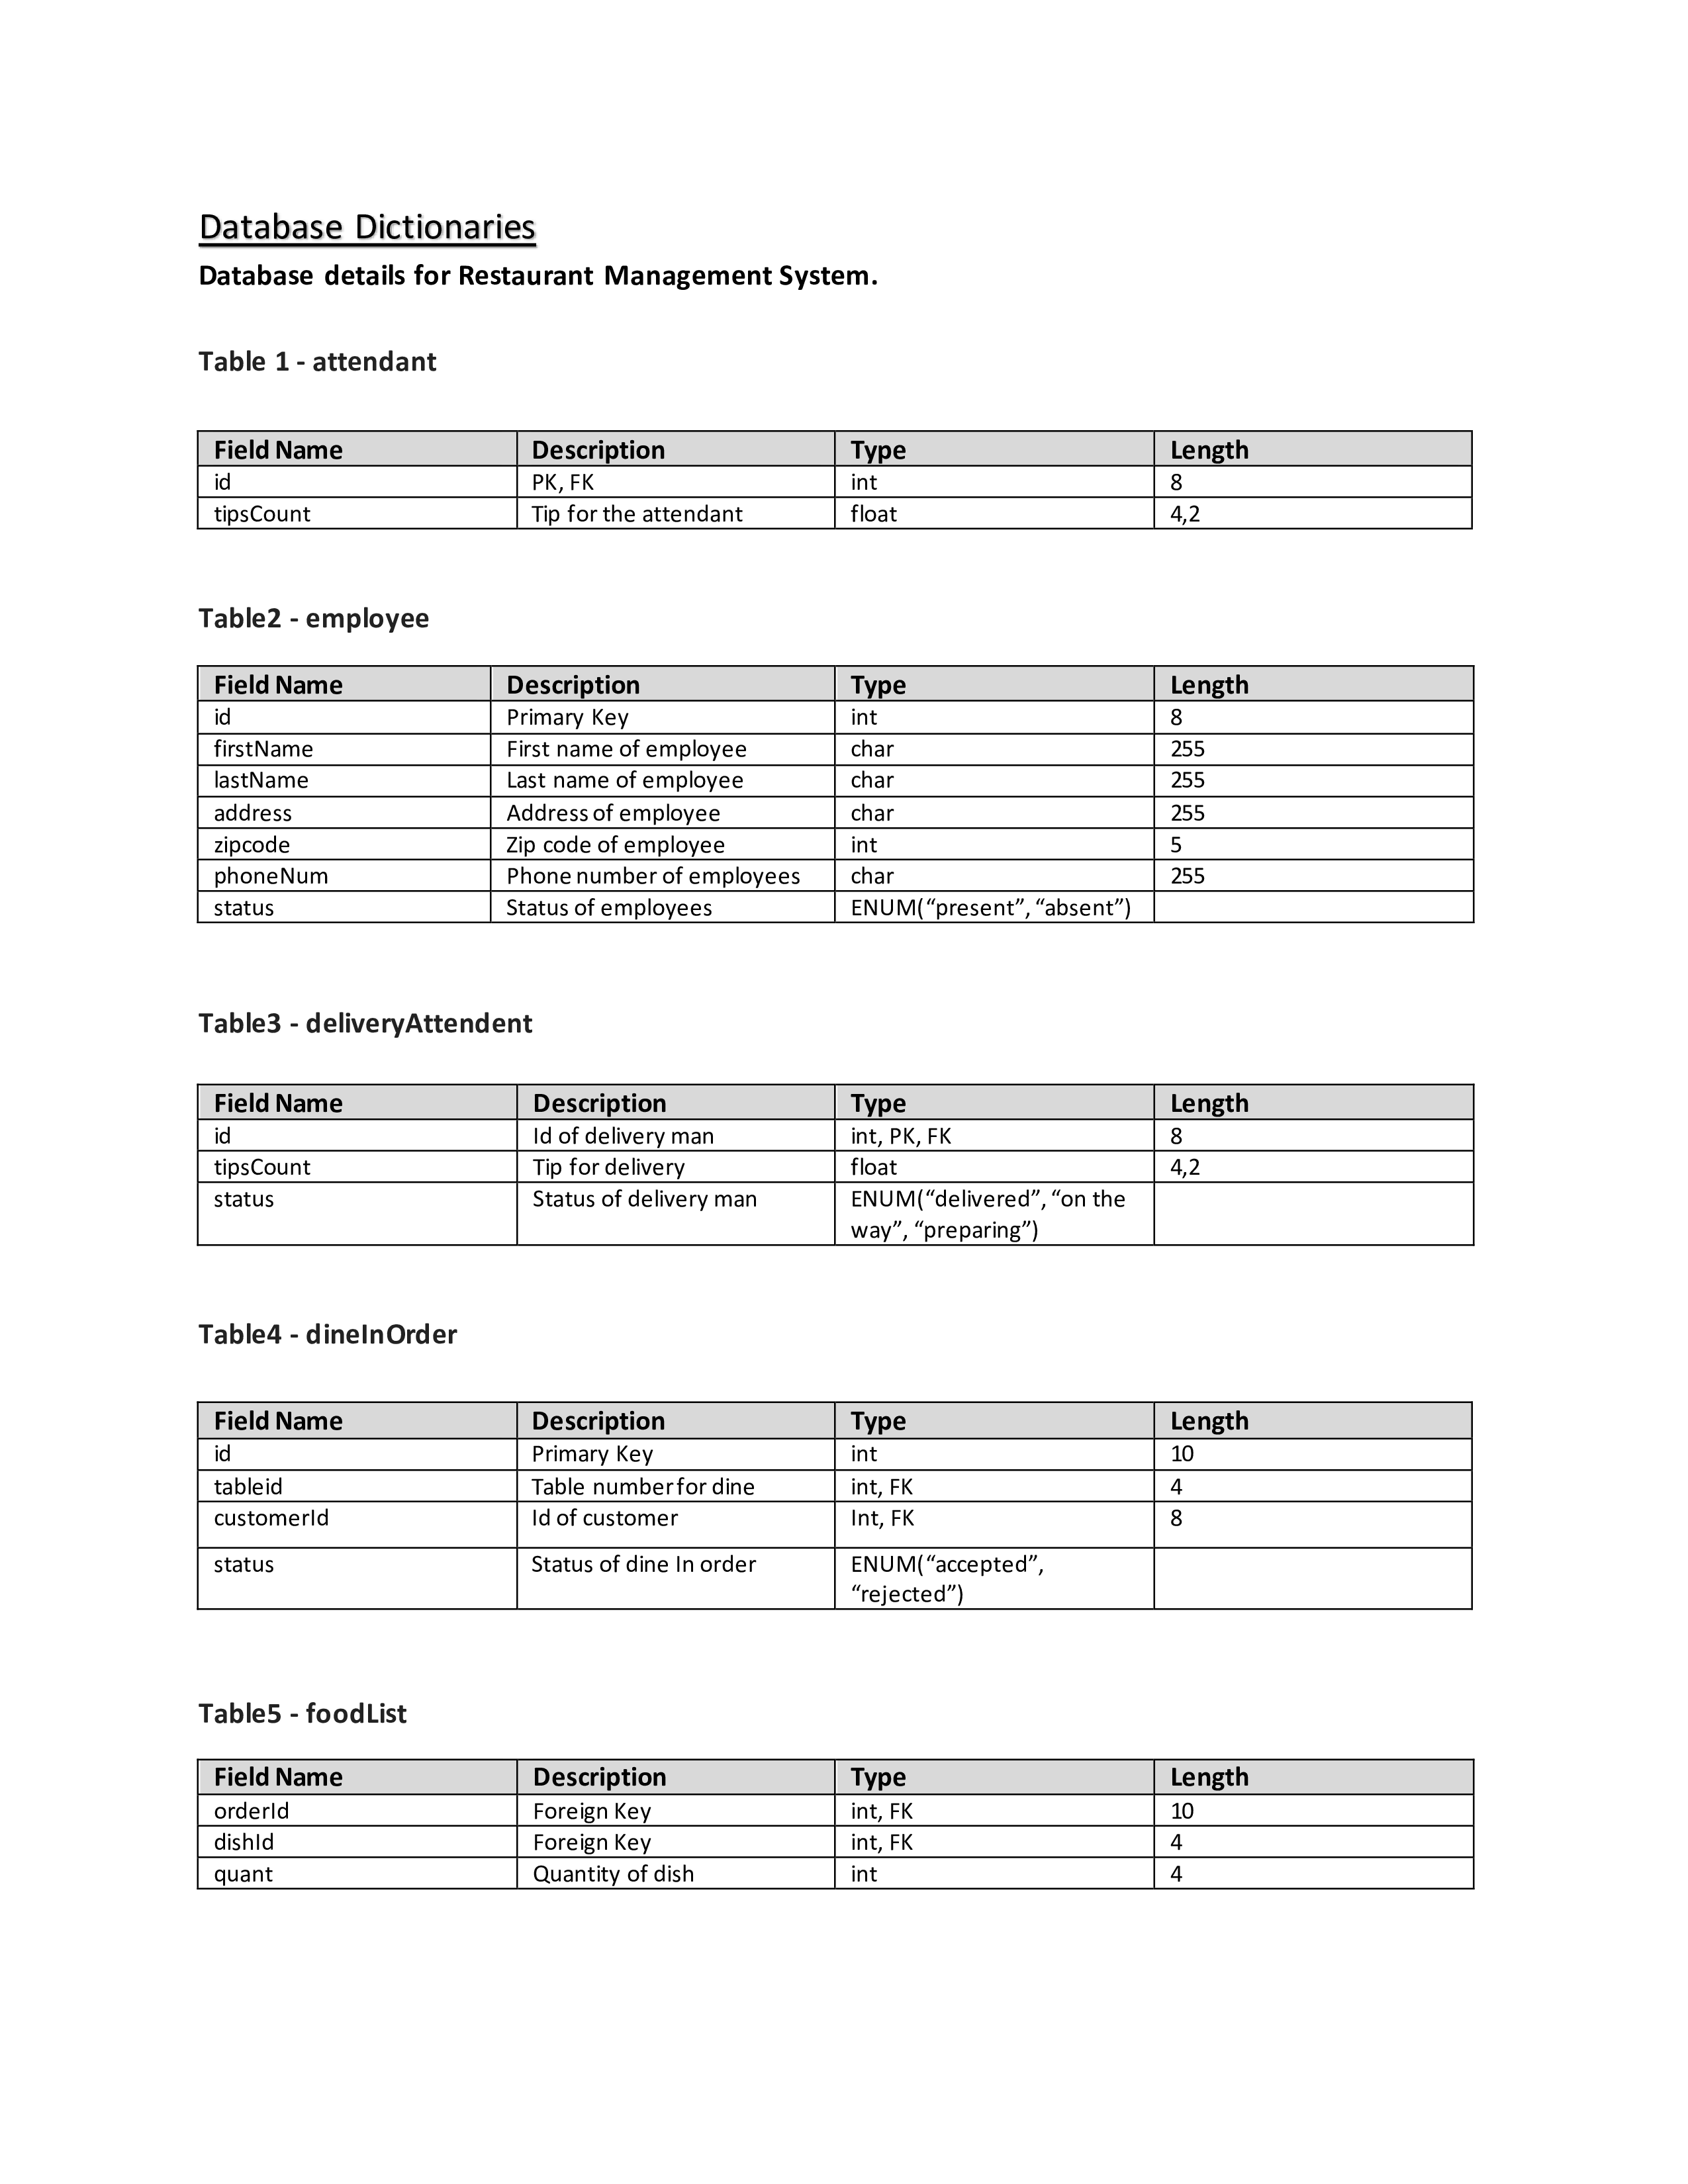 Database Dictionaries
Database details for Restaurant Management System.
Table 1 - attendant
Field Name Description Type Length
id PK, FK int 8
tipsCount Tip for the attendant float 4,2
Table2 - employee
Field Name Description Type Length
id Primary Key int 8
firstName First name of employee char 255
lastName Last name of employee char 255
address Address of employee char 255
zipcode Zip code of employee int 5
phoneNum Phone number of employees char 255
status Status of employees ENUM(“present”, “absent”)
Table3 - deliveryAttendent
Field Name Description Type Length
id Id of delivery man int, PK, FK 8
tipsCount Tip for delivery float 4,2
status Status of delivery man ENUM(“delivered”, “on the
way”, “preparing”)
Table4 - dineInOrder
Field Name Description Type Length
id Primary Key int 10
tableid Table number for dine int, FK 4
customerId Id of customer Int, FK 8
status Status of dine In order ENUM(“accepted”,
“rejected”)
Table5 - foodList
Field Name Description Type Length
orderId Foreign Key int, FK 10
dishId Foreign Key int, FK 4
quant Quantity of dish int 4